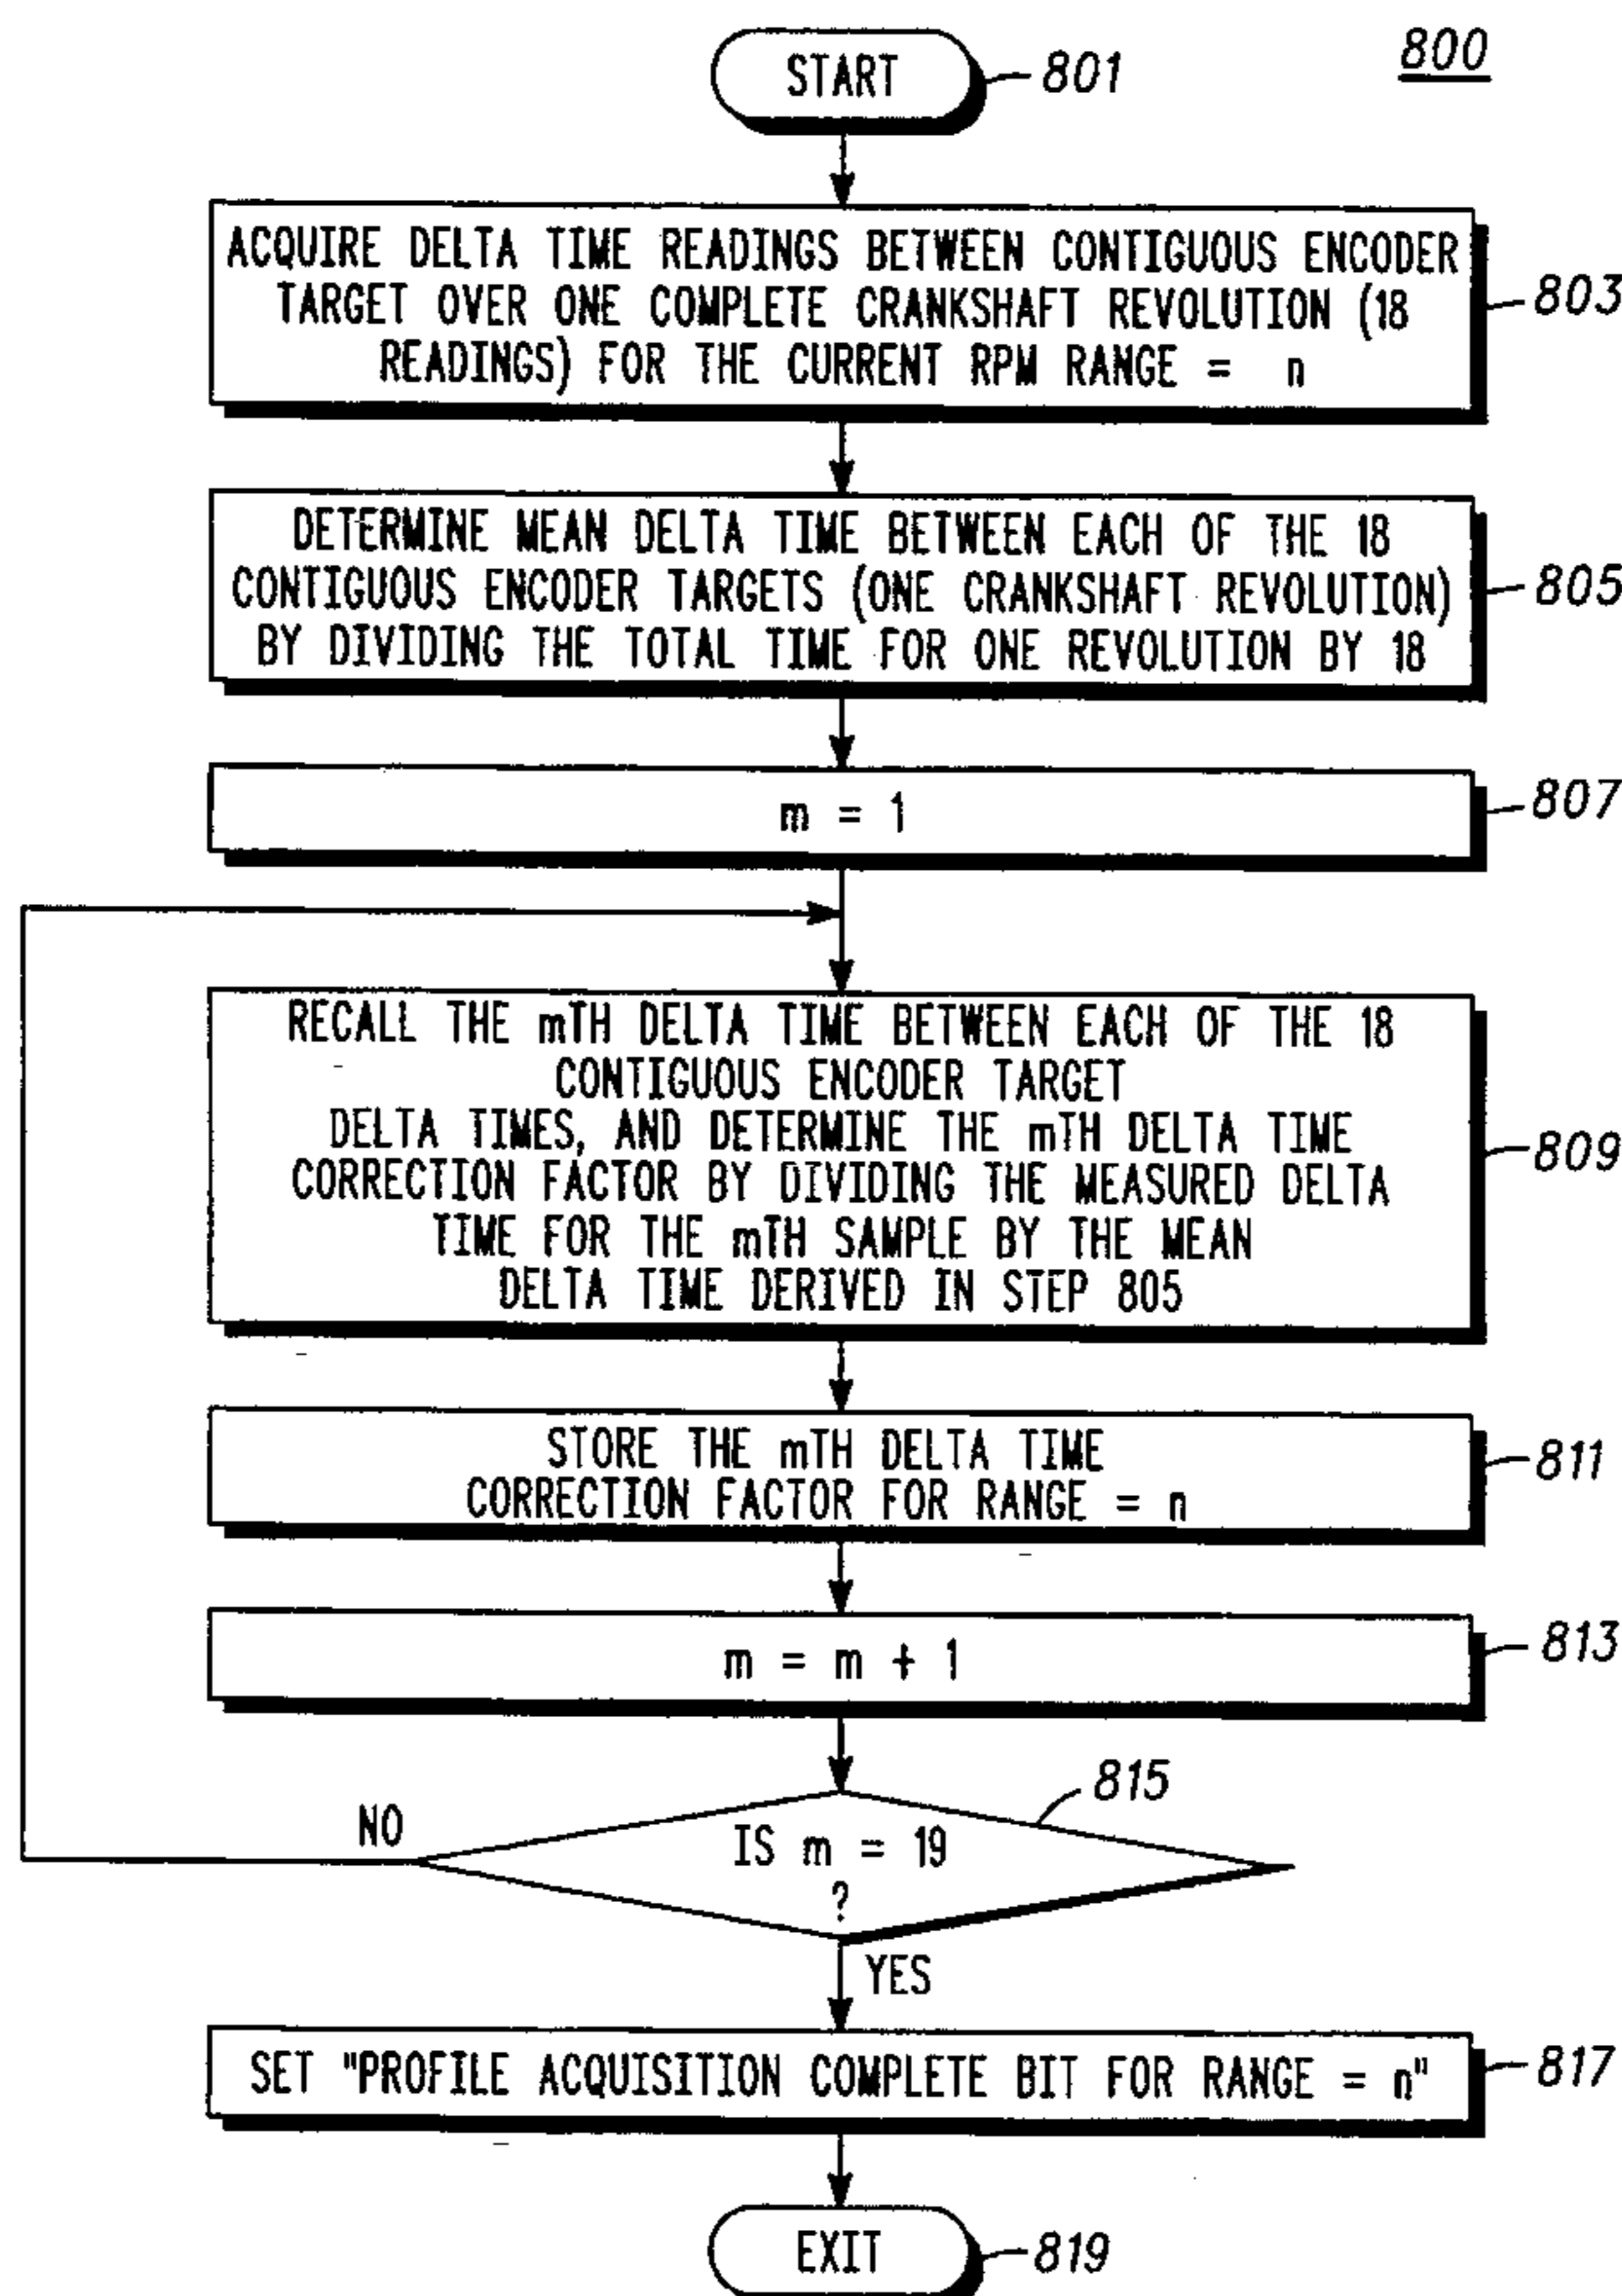 800
START
801
ACQUIRE DELTA TIME READINGS BETWEEN CONTIGUOUS ENCODER
TARGET OVER ONE COMPLETE CRANKSHAFT REVOLUTION (18
READINGS) FOR THE CURRENT RPM RANGE = n
803
DETERMINE MEAN DELTA TIME BETWEEN EACH OF THE 18
CONTIGUOUS ENCODER TARGETS (ONE CRANKSHAFT REVOLUTION)
BY DIVIDING THE TOTAL TIME FOR ONE REVOLUTION BY 18
805
m = 1
807
RECALL THE mTH DELTA TIME BETWEEN EACH OF THE 18
CONTIGUOUS ENCODER TARGET
DELTA TIMES, AND DETERMINE THE mTH DELTA TIME
CORRECTION FACTOR BY DIVIDING THE MEASURED DELTA
TIME FOR THE mTH SAMPLE BY THE MEAN
DELTA TIME DERIVED IN STEP 805
809
STORE THE mTH DELTA TIME
CORRECTION FACTOR FOR RANGE = n
811
m = m + 1
813
815
NO
IS m = 19
?
YES
SET "PROFILE ACQUISITION COMPLETE BIT FOR RANGE = n"
817
EXIT
819